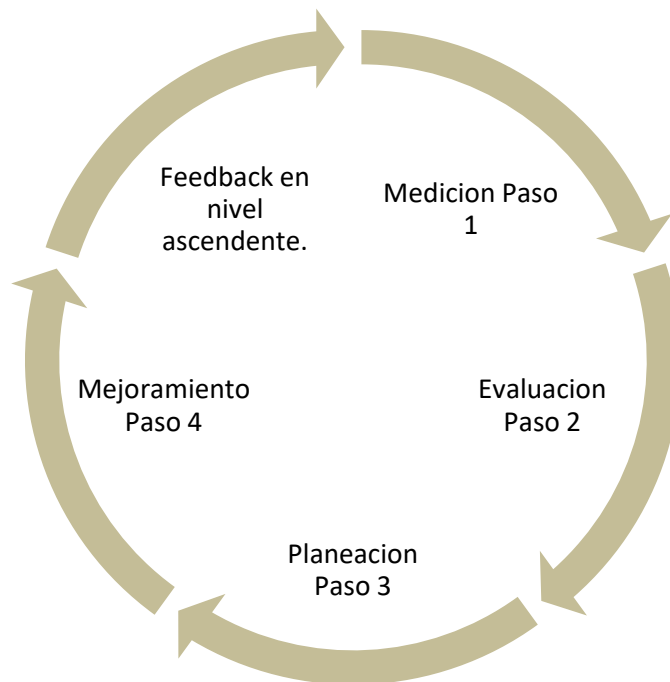 Feedback en
nivel
ascendente.
Medicion Paso
1
Evaluacion
Paso 2
Planeacion
Paso 3
Mejoramiento
Paso 4